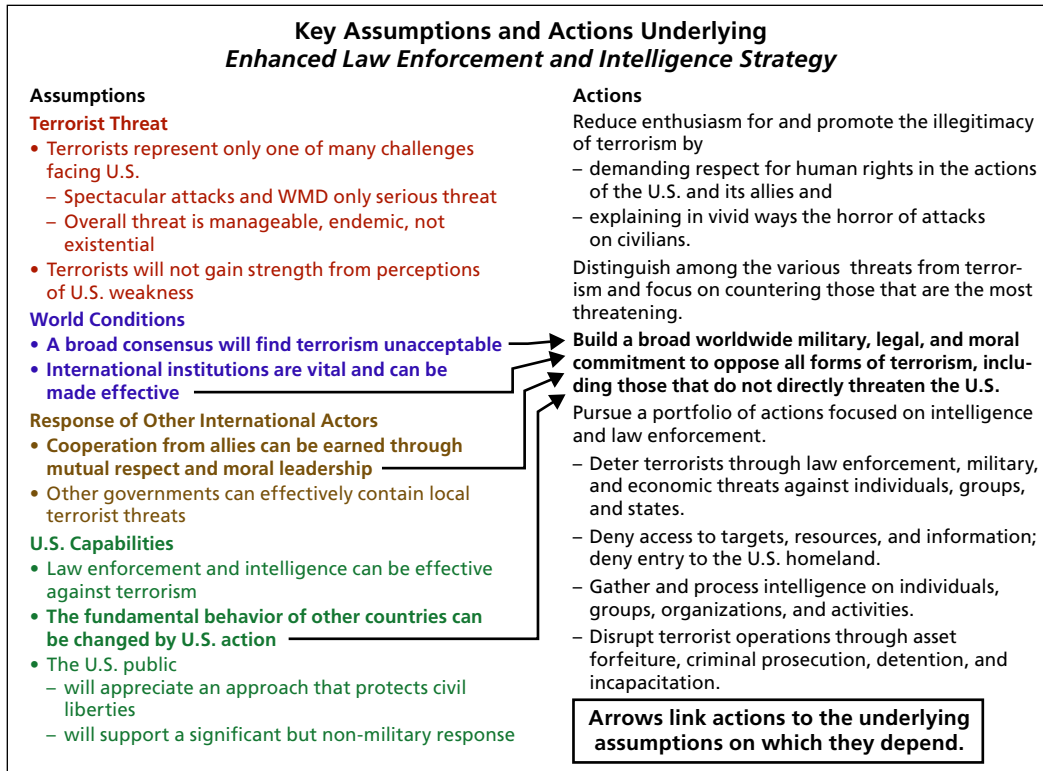 Key Assumptions and Actions Underlying
Enhanced Law Enforcement and Intelligence Strategy
Assumptions
Terrorist Threat
• Terrorists represent only one of many challenges
facing U.S.
– Spectacular attacks and WMD only serious threat
– Overall threat is manageable, endemic, not
existential
• Terrorists will not gain strength from perceptions
of U.S. weakness
World Conditions
• A broad consensus will find terrorism unacceptable
• International institutions are vital and can be
made effective
Response of Other International Actors
• Cooperation from allies can be earned through
mutual respect and moral leadership
• Other governments can effectively contain local
terrorist threats
U.S. Capabilities
• Law enforcement and intelligence can be effective
against terrorism
• The fundamental behavior of other countries can
be changed by U.S. action
• The U.S. public
– will appreciate an approach that protects civil
liberties
– will support a significant but non-military response
Actions
Reduce enthusiasm for and promote the illegitimacy
of terrorism by
– demanding respect for human rights in the actions
of the U.S. and its allies and
– explaining in vivid ways the horror of attacks
on civilians.
Distinguish among the various threats from terror-
ism and focus on countering those that are the most
threatening.
Build a broad worldwide military, legal, and moral
commitment to oppose all forms of terrorism, inclu-
ding those that do not directly threaten the U.S.
Pursue a portfolio of actions focused on intelligence
and law enforcement.
– Deter terrorists through law enforcement, military,
and economic threats against individuals, groups,
and states.
– Deny access to targets, resources, and information;
deny entry to the U.S. homeland.
– Gather and process intelligence on individuals,
groups, organizations, and activities.
– Disrupt terrorist operations through asset
forfeiture, criminal prosecution, detention, and
incapacitation.
Arrows link actions to the underlying
assumptions on which they depend.